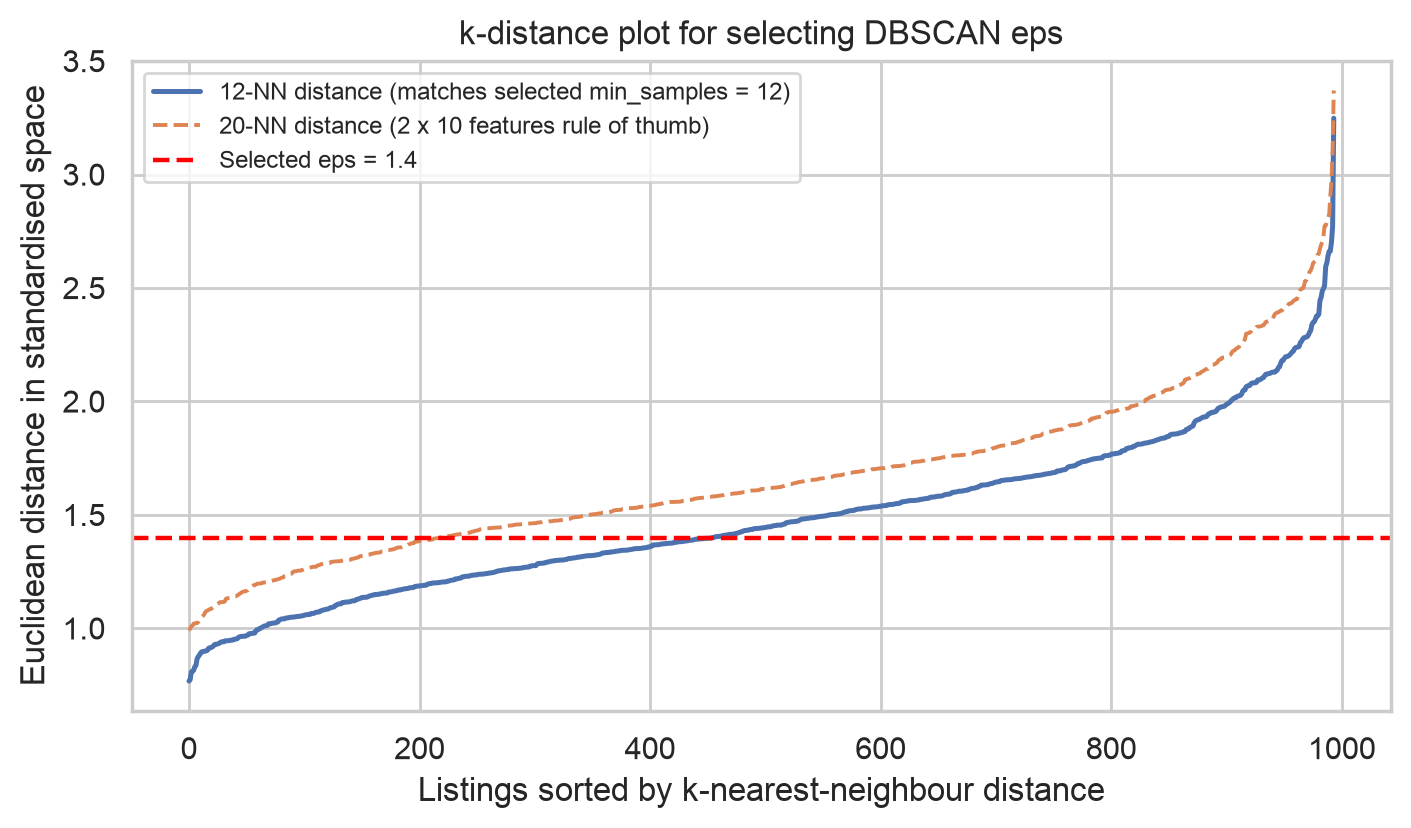 k-distance plot for selecting DBSCAN eps
12-NN distance (matches selected min_samples = 12)
20-NN distance (2 x 10 features rule of thumb)
Selected eps = 1.4
Euclidean distance in standardised space
3.5
3.0
2.5
2.0
1.5
1.0
0 200 400 600 800 1000
Listings sorted by k-nearest-neighbour distance